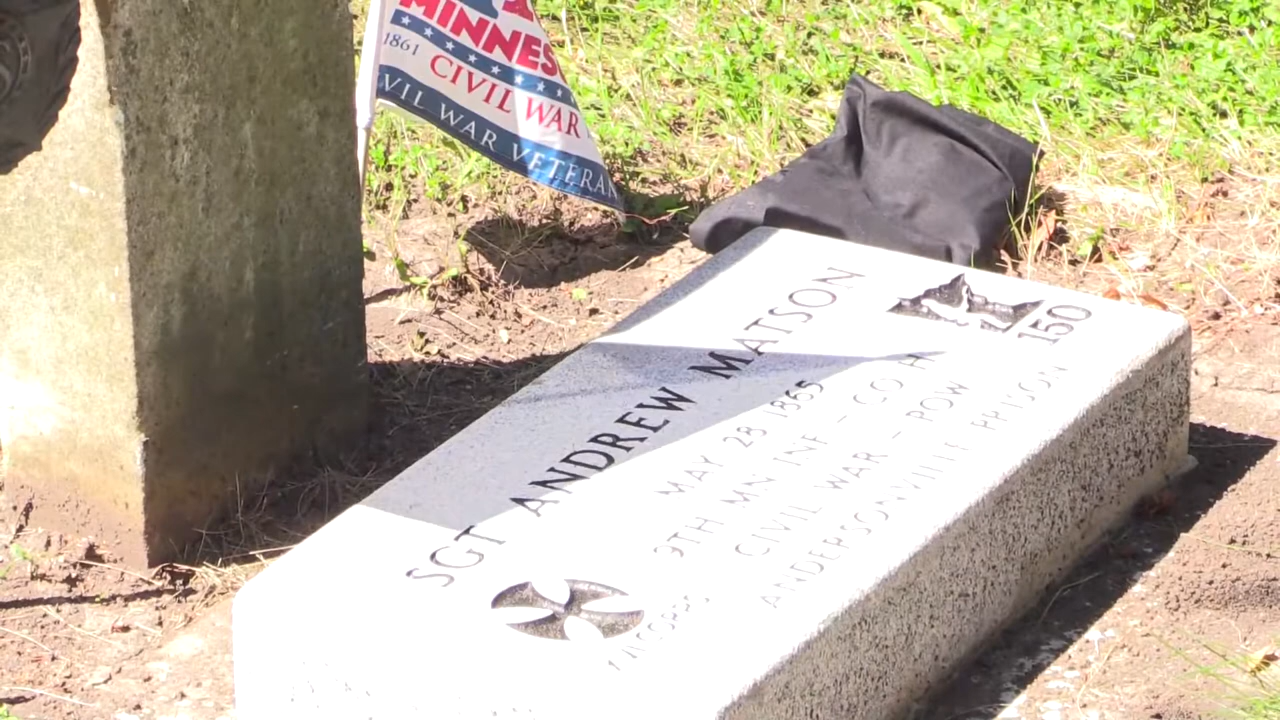 MINNES
1861
CIVIL WAR
VIL WAR VETERAN
SGT ANDREW MATSON
MAY 28 1865
9TH MN INF - CO H
CIVIL WAR - POW
ANDERSONVILLE PRISON
150